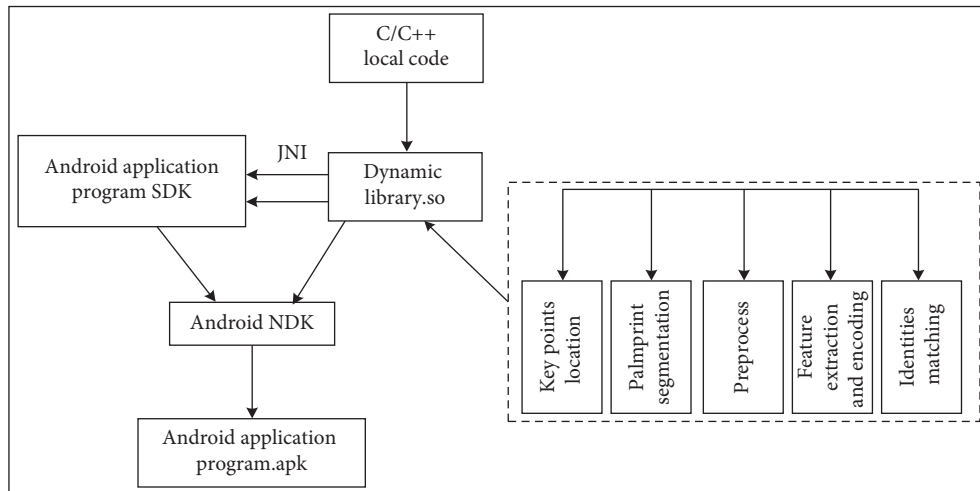 C/C++
local code
JNI
Android application
program SDK
Dynamic
library.so
Android NDK
Android application
program.apk
Key points
location
Palmprint
segmentation
Preprocess
Feature
extraction
and encoding
Identities
matching